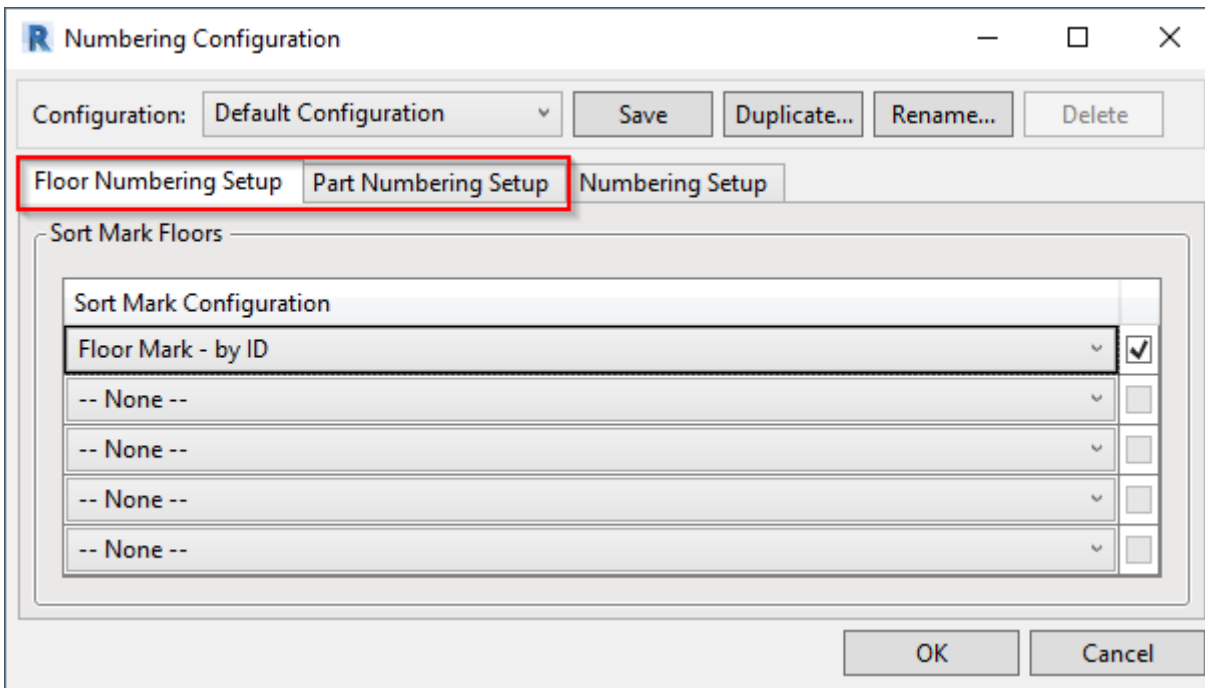 Numbering Configuration
Configuration: Default Configuration Save Duplicate... Rename... Delete
Floor Numbering Setup Part Numbering Setup Numbering Setup
Sort Mark Floors
Sort Mark Configuration
Floor Mark - by ID
-- None --
-- None --
-- None --
-- None --
OK Cancel